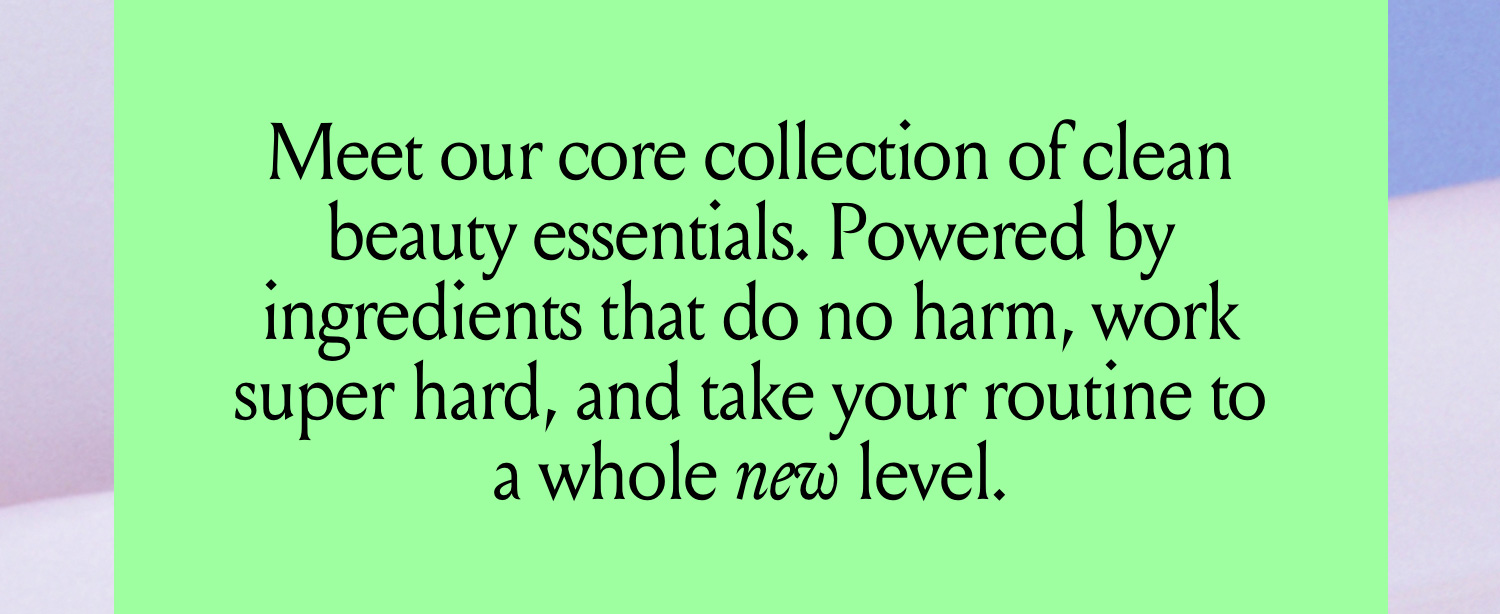 Meet our core collection of clean
beauty essentials. Powered by
ingredients that do no harm, work
super hard, and take your routine to
a whole new level.